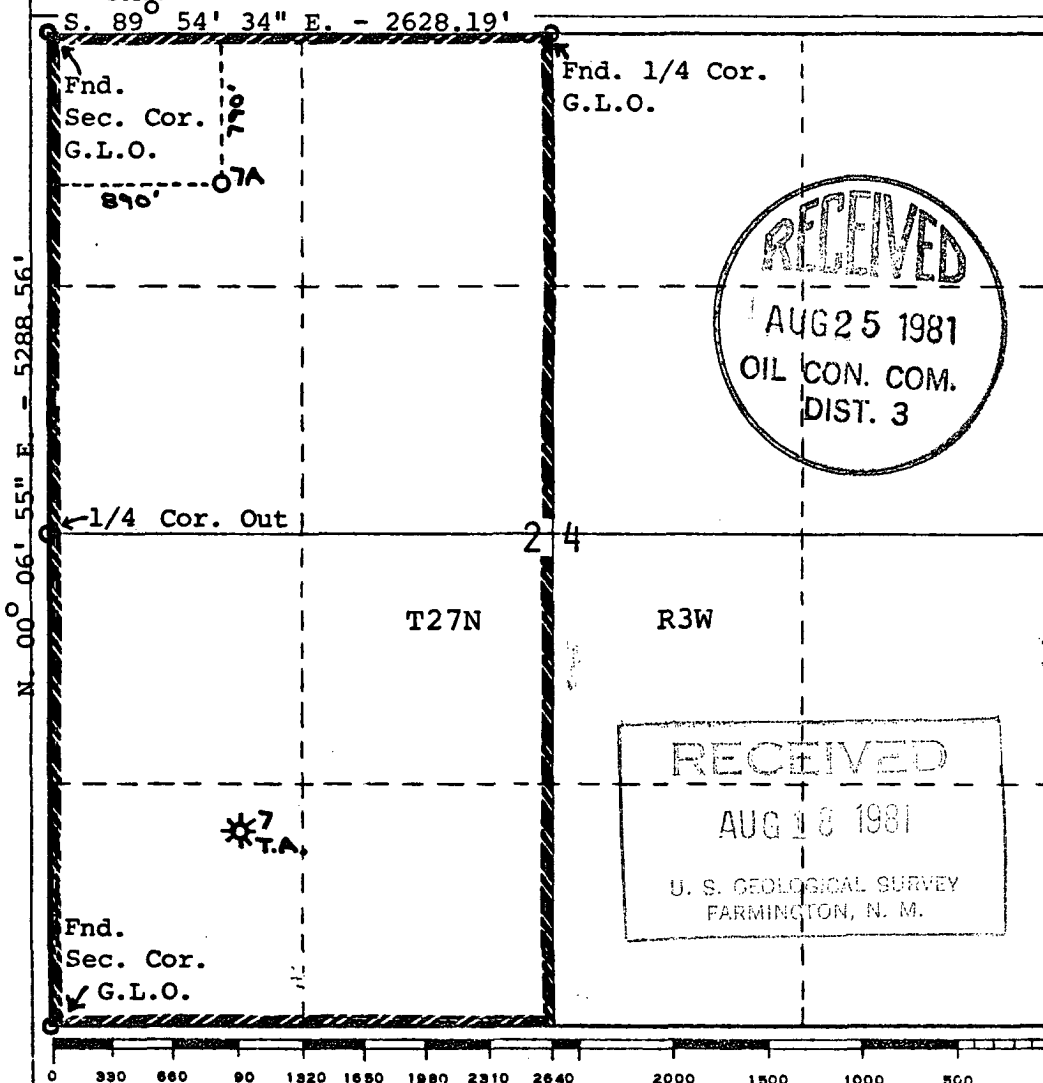 S. 89° 54' 34" E. - 2628.19'
Fnd.
Sec. Cor.
G.L.O.
790'
890'
7A
Fnd. 1/4 Cor.
G.L.O.
RECEIVED
AUG 25 1981
OIL CON. COM.
DIST. 3
N. 00° 06' 55" E. - 5288.56'
1/4 Cor. Out
24
T27N R3W
RECEIVED
AUG 18 1981
U. S. GEOLOGICAL SURVEY
FARMINGTON, N. M.
7
T.A.
Fnd.
Sec. Cor.
G.L.O.
0 330 660 90 1320 1650 1980 2310 2640 2000 1500 1000 500